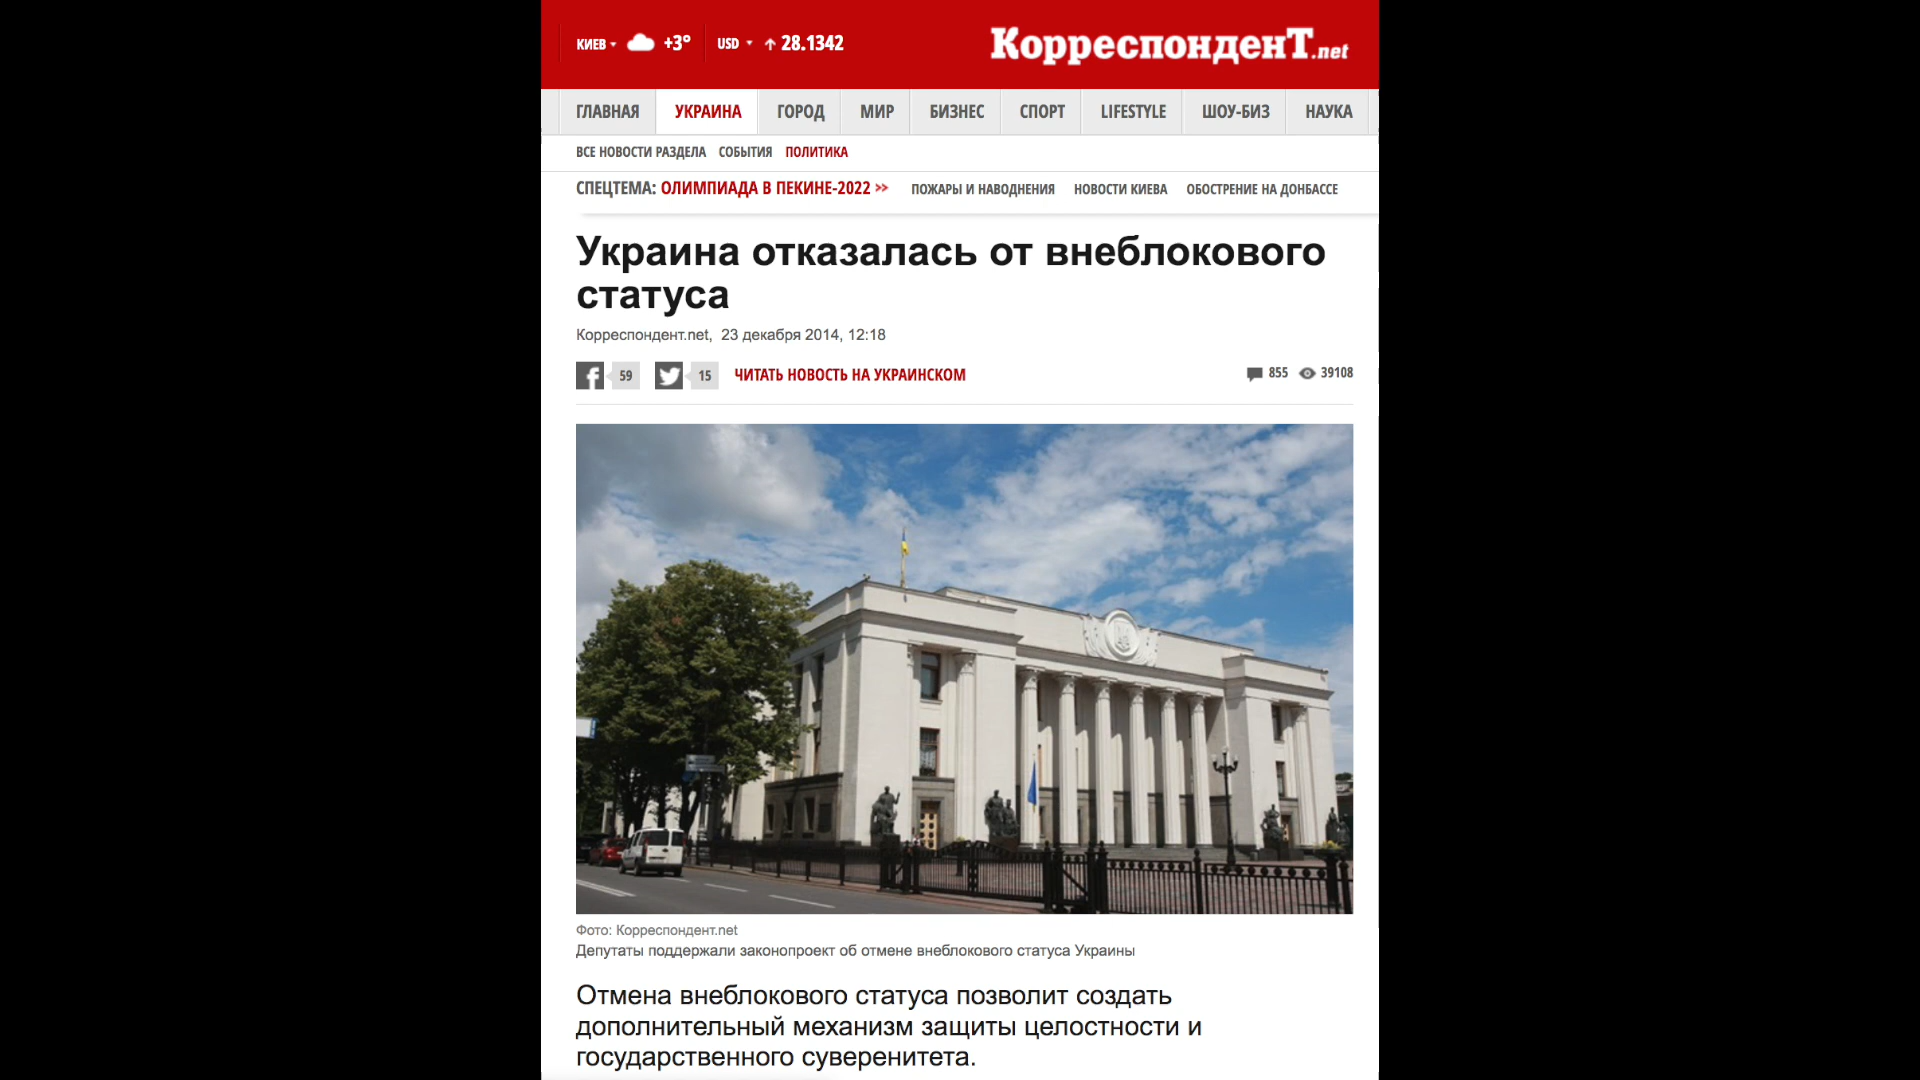 КИЕВ +3° USD 28.1342 КорреспонденТ.net
ГЛАВНАЯ УКРАИНА ГОРОД МИР БИЗНЕС СПОРТ LIFESTYLE ШОУ-БИЗ НАУКА
ВСЕ НОВОСТИ РАЗДЕЛА СОБЫТИЯ ПОЛИТИКА
СПЕЦТЕМА: ОЛИМПИАДА В ПЕКИНЕ-2022 >> ПОЖАРЫ И НАВОДНЕНИЯ НОВОСТИ КИЕВА ОБОСТРЕНИЕ НА ДОНБАССЕ
Украина отказалась от внеблокового
статуса
Корреспондент.net, 23 декабря 2014, 12:18
59 15 ЧИТАТЬ НОВОСТЬ НА УКРАИНСКОМ 855 39108
Фото: Корреспондент.net
Депутаты поддержали законопроект об отмене внеблокового статуса Украины
Отмена внеблокового статуса позволит создать
дополнительный механизм защиты целостности и
государственного суверенитета.